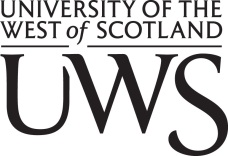 UNIVERSITY OF THE
WEST of SCOTLAND
UWS